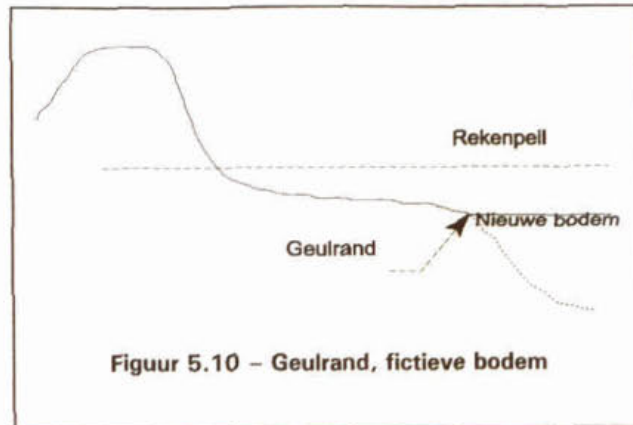 Rekenpeil
Nieuwe bodem
Geulrand
Figuur 5.10 – Geulrand, fictieve bodem